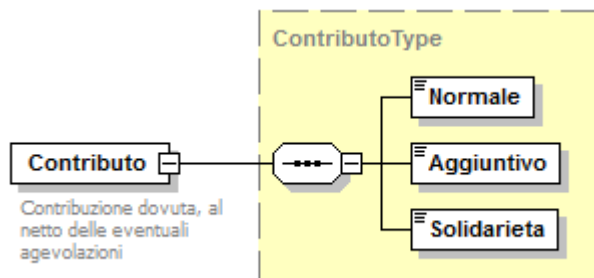 ContributoType
Normale
Contributo
Aggiuntivo
Contribuzione dovuta, al
netto delle eventuali
agevolazioni
Solidarieta